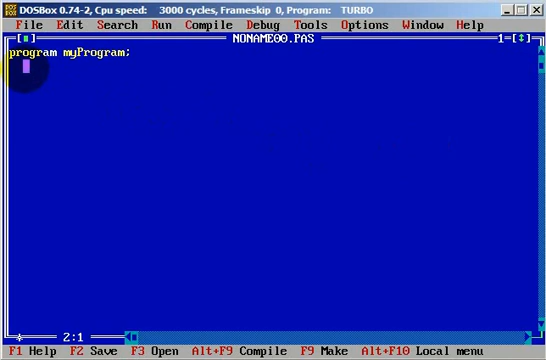 DOSBox 0.74-2, Cpu speed: 3000 cycles, Frameskip 0, Program: TURBO
File Edit Search Run Compile Debug Tools Options Window Help
[■] NONAME00.PAS 1=[↕]
program myProgram;
* 2:1
F1 Help F2 Save F3 Open Alt+F9 Compile F9 Make Alt+F10 Local menu